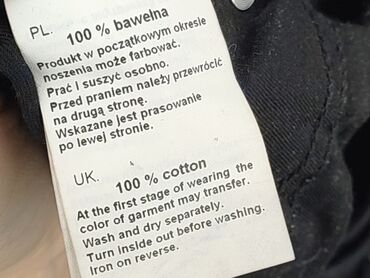 PL. 100 % bawełna
Produkt w początkowym okresie
noszenia może farbować.
Prać i suszyć osobno.
Przed praniem należy przewrócić
na drugą stronę.
Wskazane jest prasowanie
po lewej stronie.
UK. 100 % cotton
At the first stage of wearing the
color of garment may transfer.
Wash and dry separately.
Turn inside out before washing.
Iron on reverse.